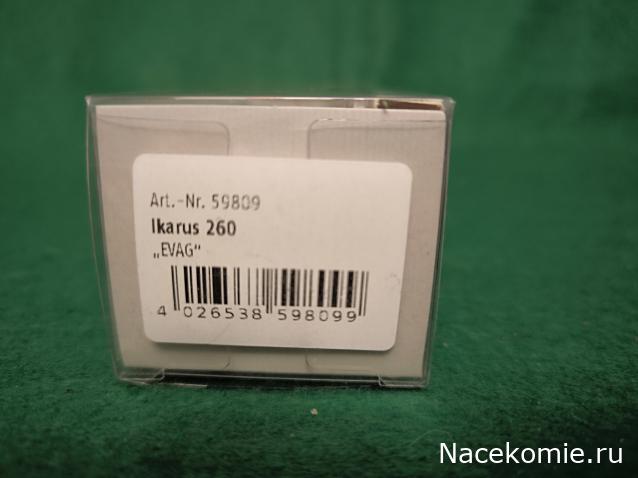 Art.-Nr. 59809
Ikarus 260
„EVAG“
4 026538 598099
Nacekomie.ru